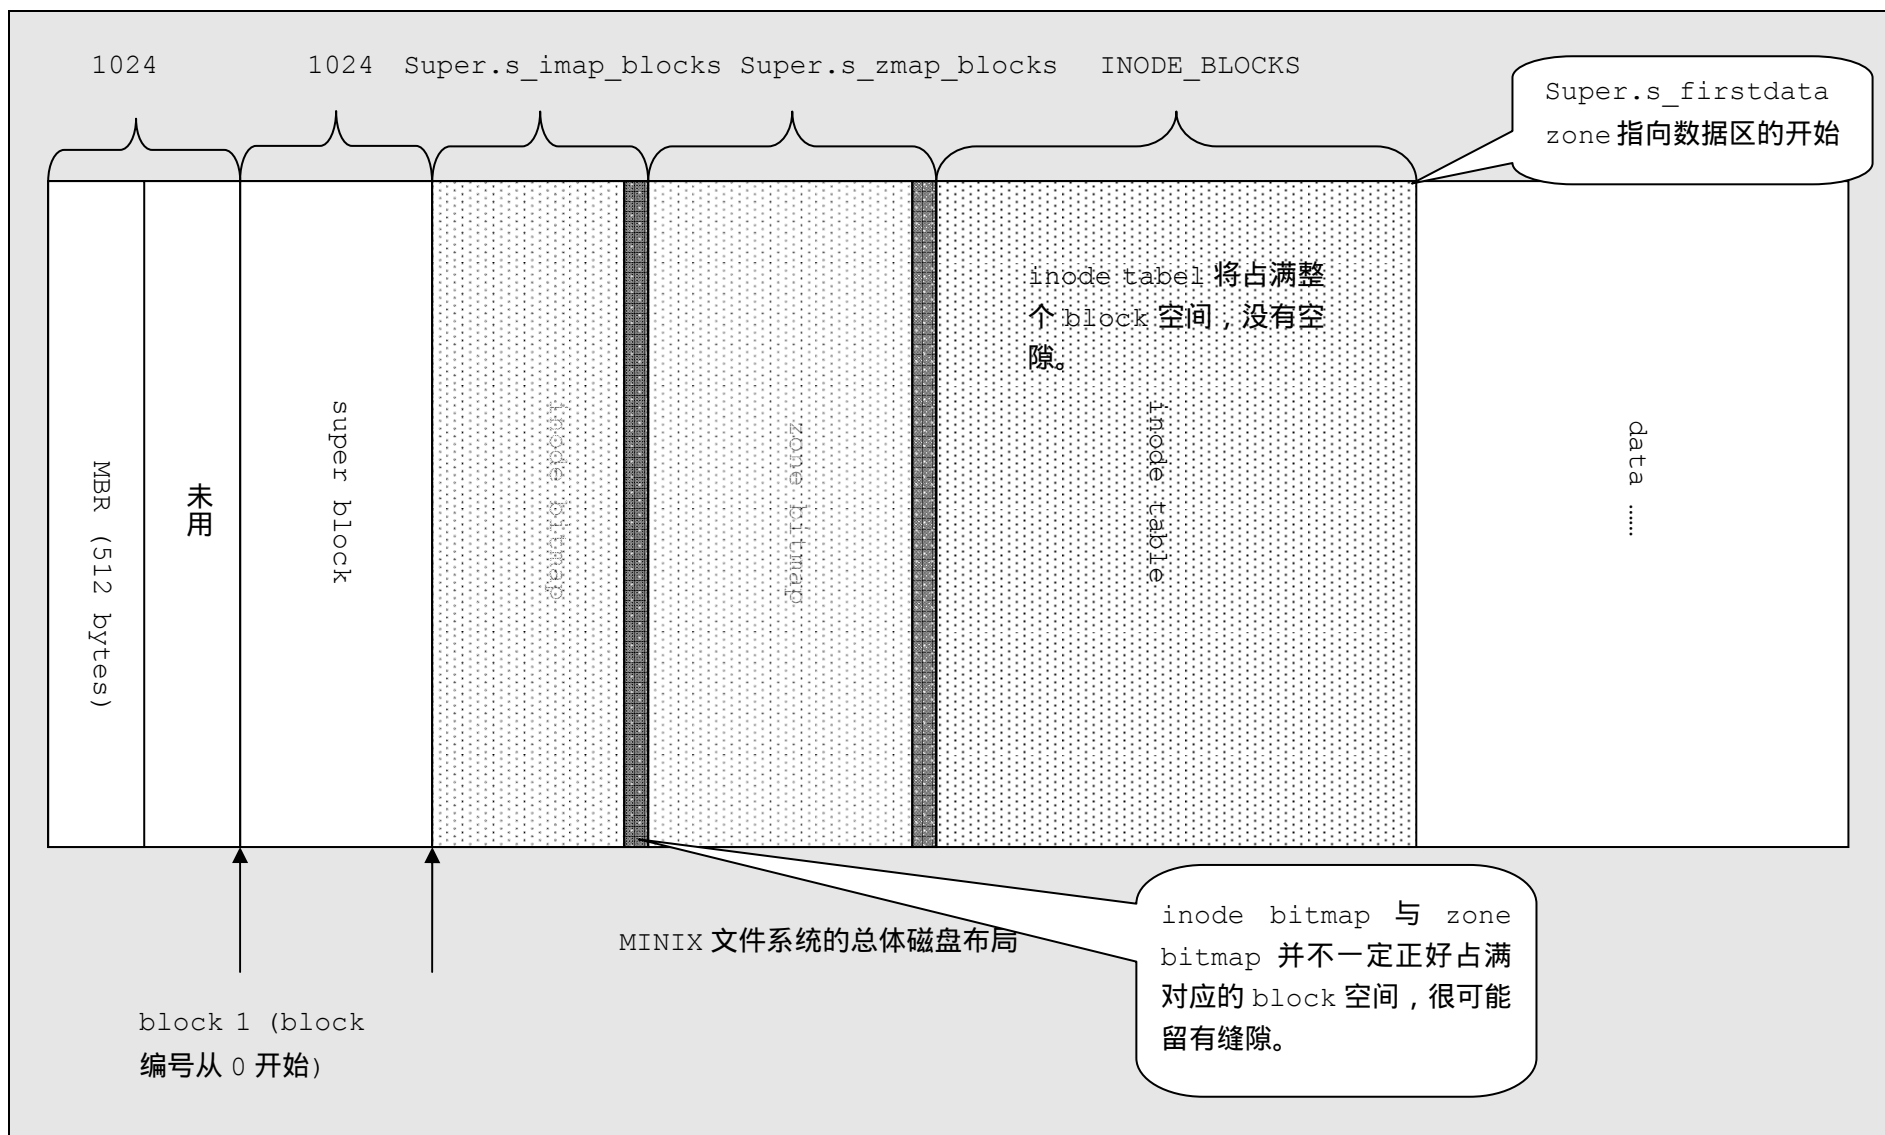 1024 1024 Super.s_imap_blocks Super.s_zmap_blocks INODE_BLOCKS
Super.s_firstdata
zone 指向数据区的开始
inode tabel 将占满整
个 block 空间，没有空
隙。
MBR (512 bytes)
未用
super block
inode bitmap
zone bitmap
inode table
data ……
MINIX 文件系统的总体磁盘布局
inode bitmap 与 zone
bitmap 并不一定正好占满
对应的 block 空间，很可能
留有缝隙。
block 1 (block
编号从 0 开始)